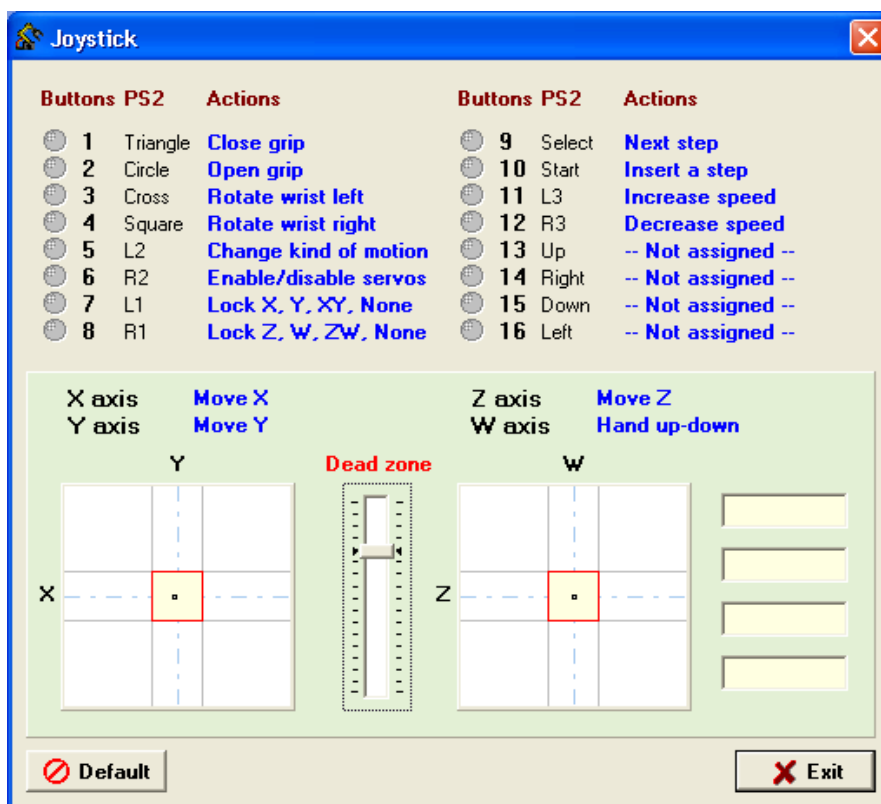 Joystick
Buttons PS2 Actions
1 Triangle Close grip
2 Circle Open grip
3 Cross Rotate wrist left
4 Square Rotate wrist right
5 L2 Change kind of motion
6 R2 Enable/disable servos
7 L1 Lock X, Y, XY, None
8 R1 Lock Z, W, ZW, None
Buttons PS2 Actions
9 Select Next step
10 Start Insert a step
11 L3 Increase speed
12 R3 Decrease speed
13 Up -- Not assigned --
14 Right -- Not assigned --
15 Down -- Not assigned --
16 Left -- Not assigned --
X axis Move X
Y axis Move Y
Z axis Move Z
W axis Hand up-down
Y
Dead zone
W
X
Z
Default
Exit